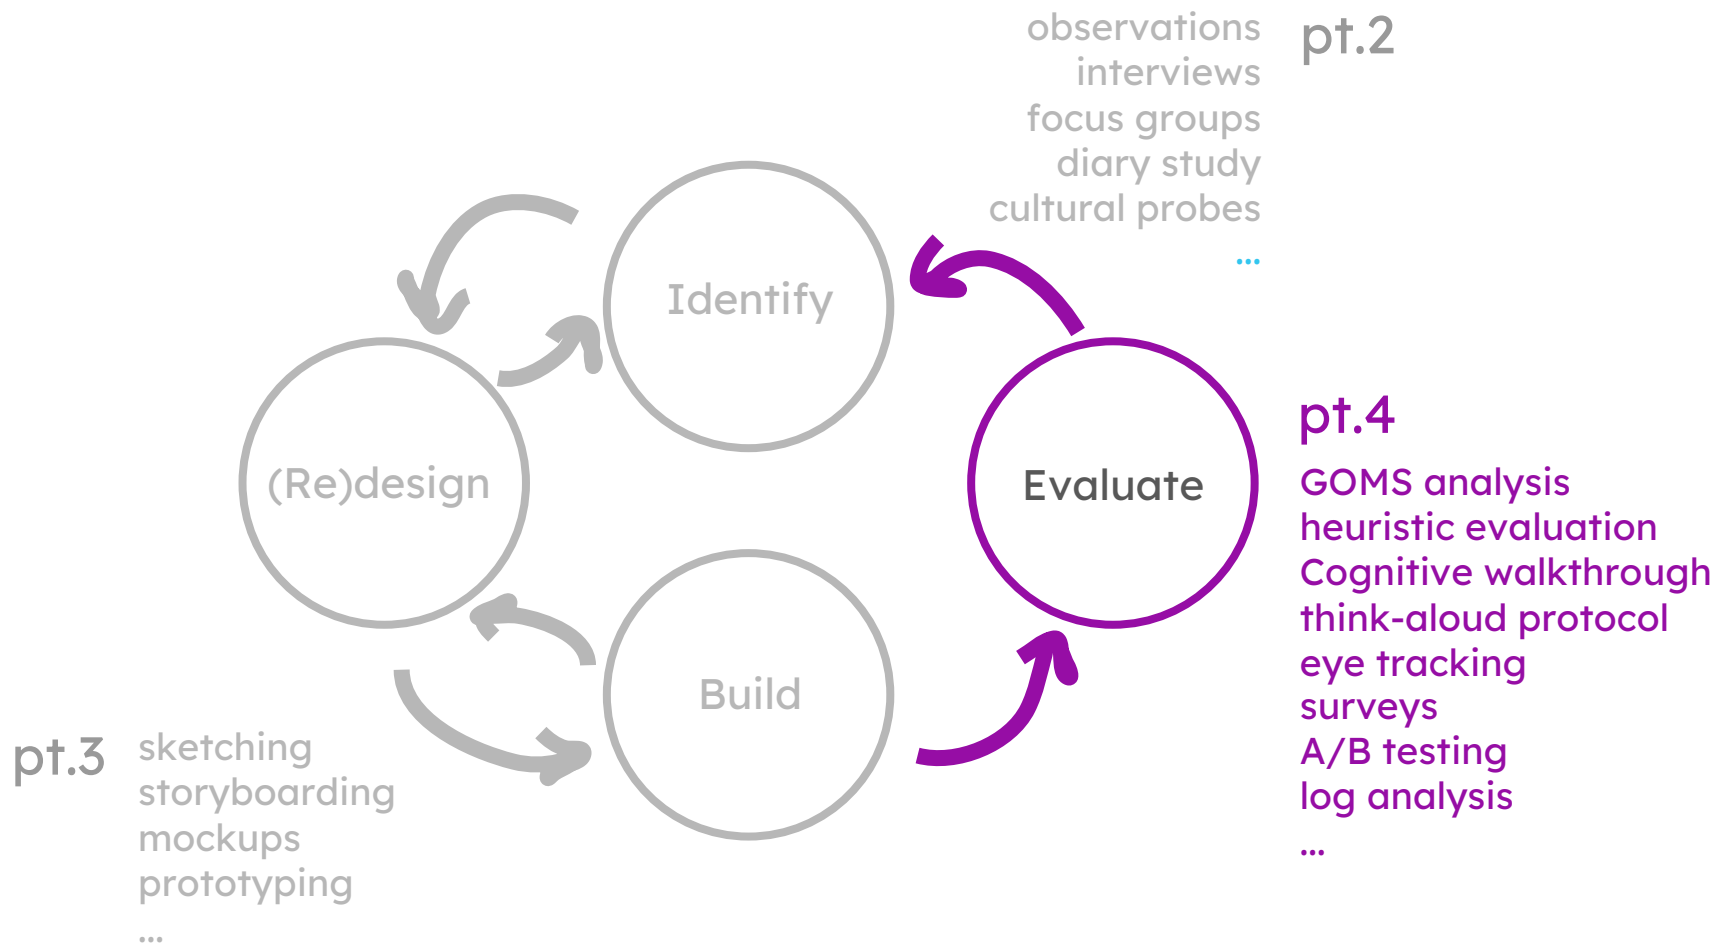 observations
pt.2
interviews
focus groups
diary study
cultural probes
...
Identify
(Re)design
Evaluate
pt.4
GOMS analysis
heuristic evaluation
Cognitive walkthrough
think-aloud protocol
eye tracking
surveys
A/B testing
log analysis
...
Build
pt.3
sketching
storyboarding
mockups
prototyping
...